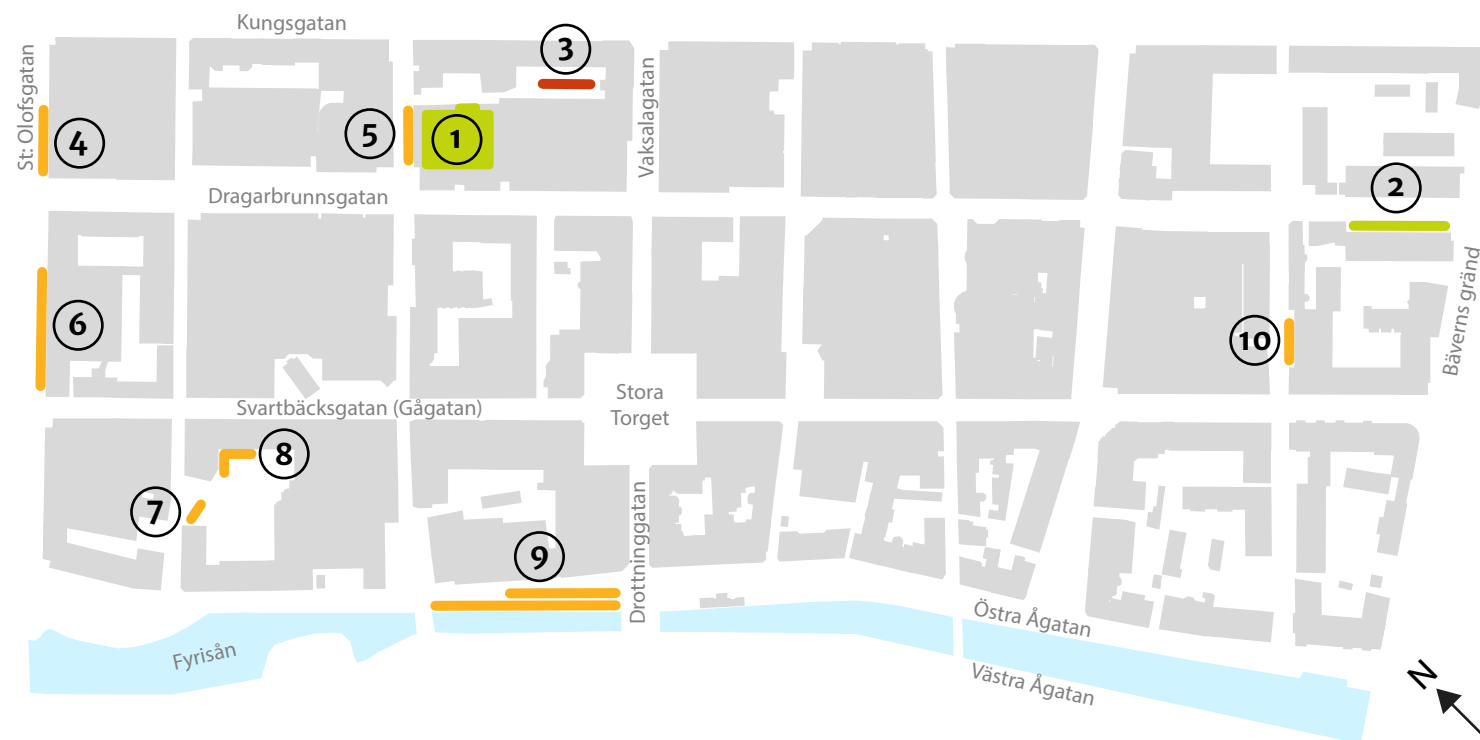 Kungsgatan
3
St: Olofsgatan
4
5
1
Vaksalagatan
2
Dragarbrunnsgatan
6
10
Bäverns gränd
Stora
Torget
Svartbäcksgatan (Gågatan)
8
7
9
Drottninggatan
Östra Ågatan
Fyrisån
Västra Ågatan
N